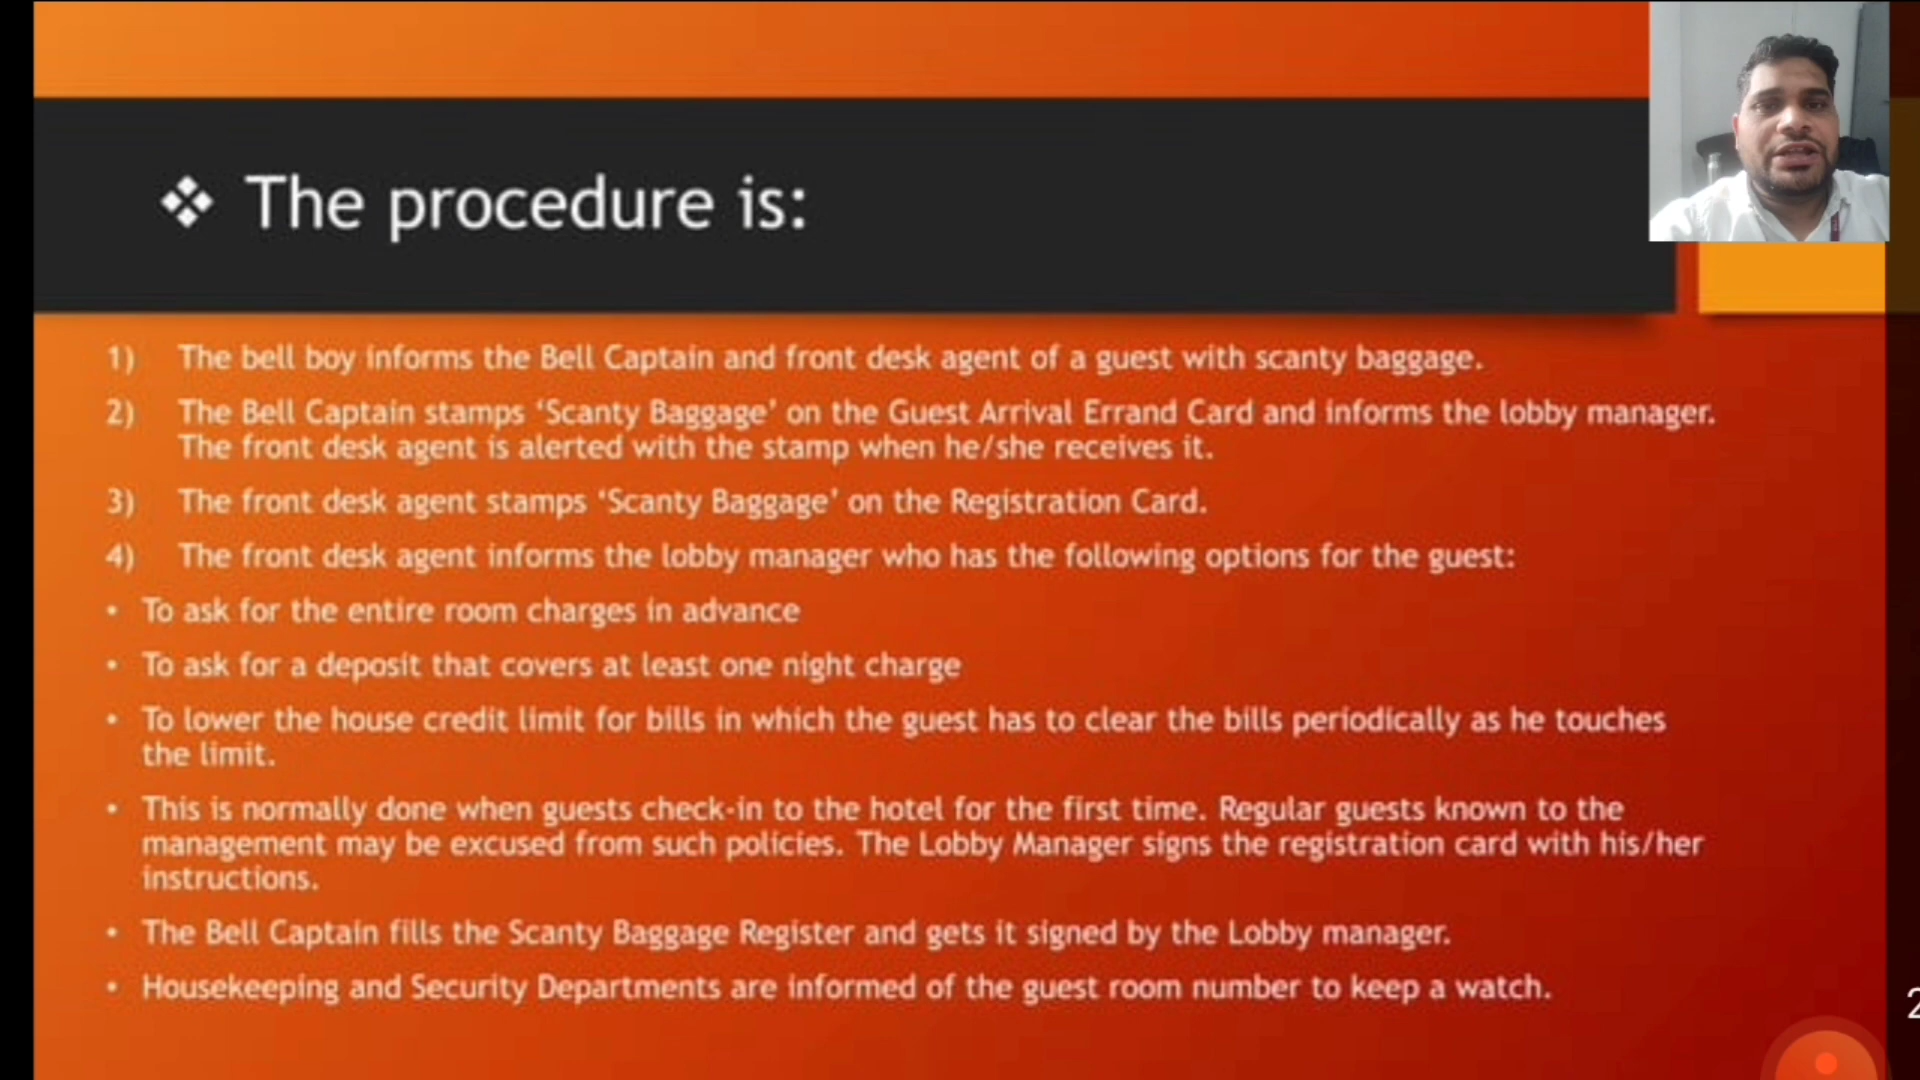 ❖ The procedure is:
1) The bell boy informs the Bell Captain and front desk agent of a guest with scanty baggage.
2) The Bell Captain stamps ‘Scanty Baggage’ on the Guest Arrival Errand Card and informs the lobby manager.
The front desk agent is alerted with the stamp when he/she receives it.
3) The front desk agent stamps ‘Scanty Baggage’ on the Registration Card.
4) The front desk agent informs the lobby manager who has the following options for the guest:
• To ask for the entire room charges in advance
• To ask for a deposit that covers at least one night charge
• To lower the house credit limit for bills in which the guest has to clear the bills periodically as he touches
the limit.
• This is normally done when guests check-in to the hotel for the first time. Regular guests known to the
management may be excused from such policies. The Lobby Manager signs the registration card with his/her
instructions.
• The Bell Captain fills the Scanty Baggage Register and gets it signed by the Lobby manager.
• Housekeeping and Security Departments are informed of the guest room number to keep a watch.